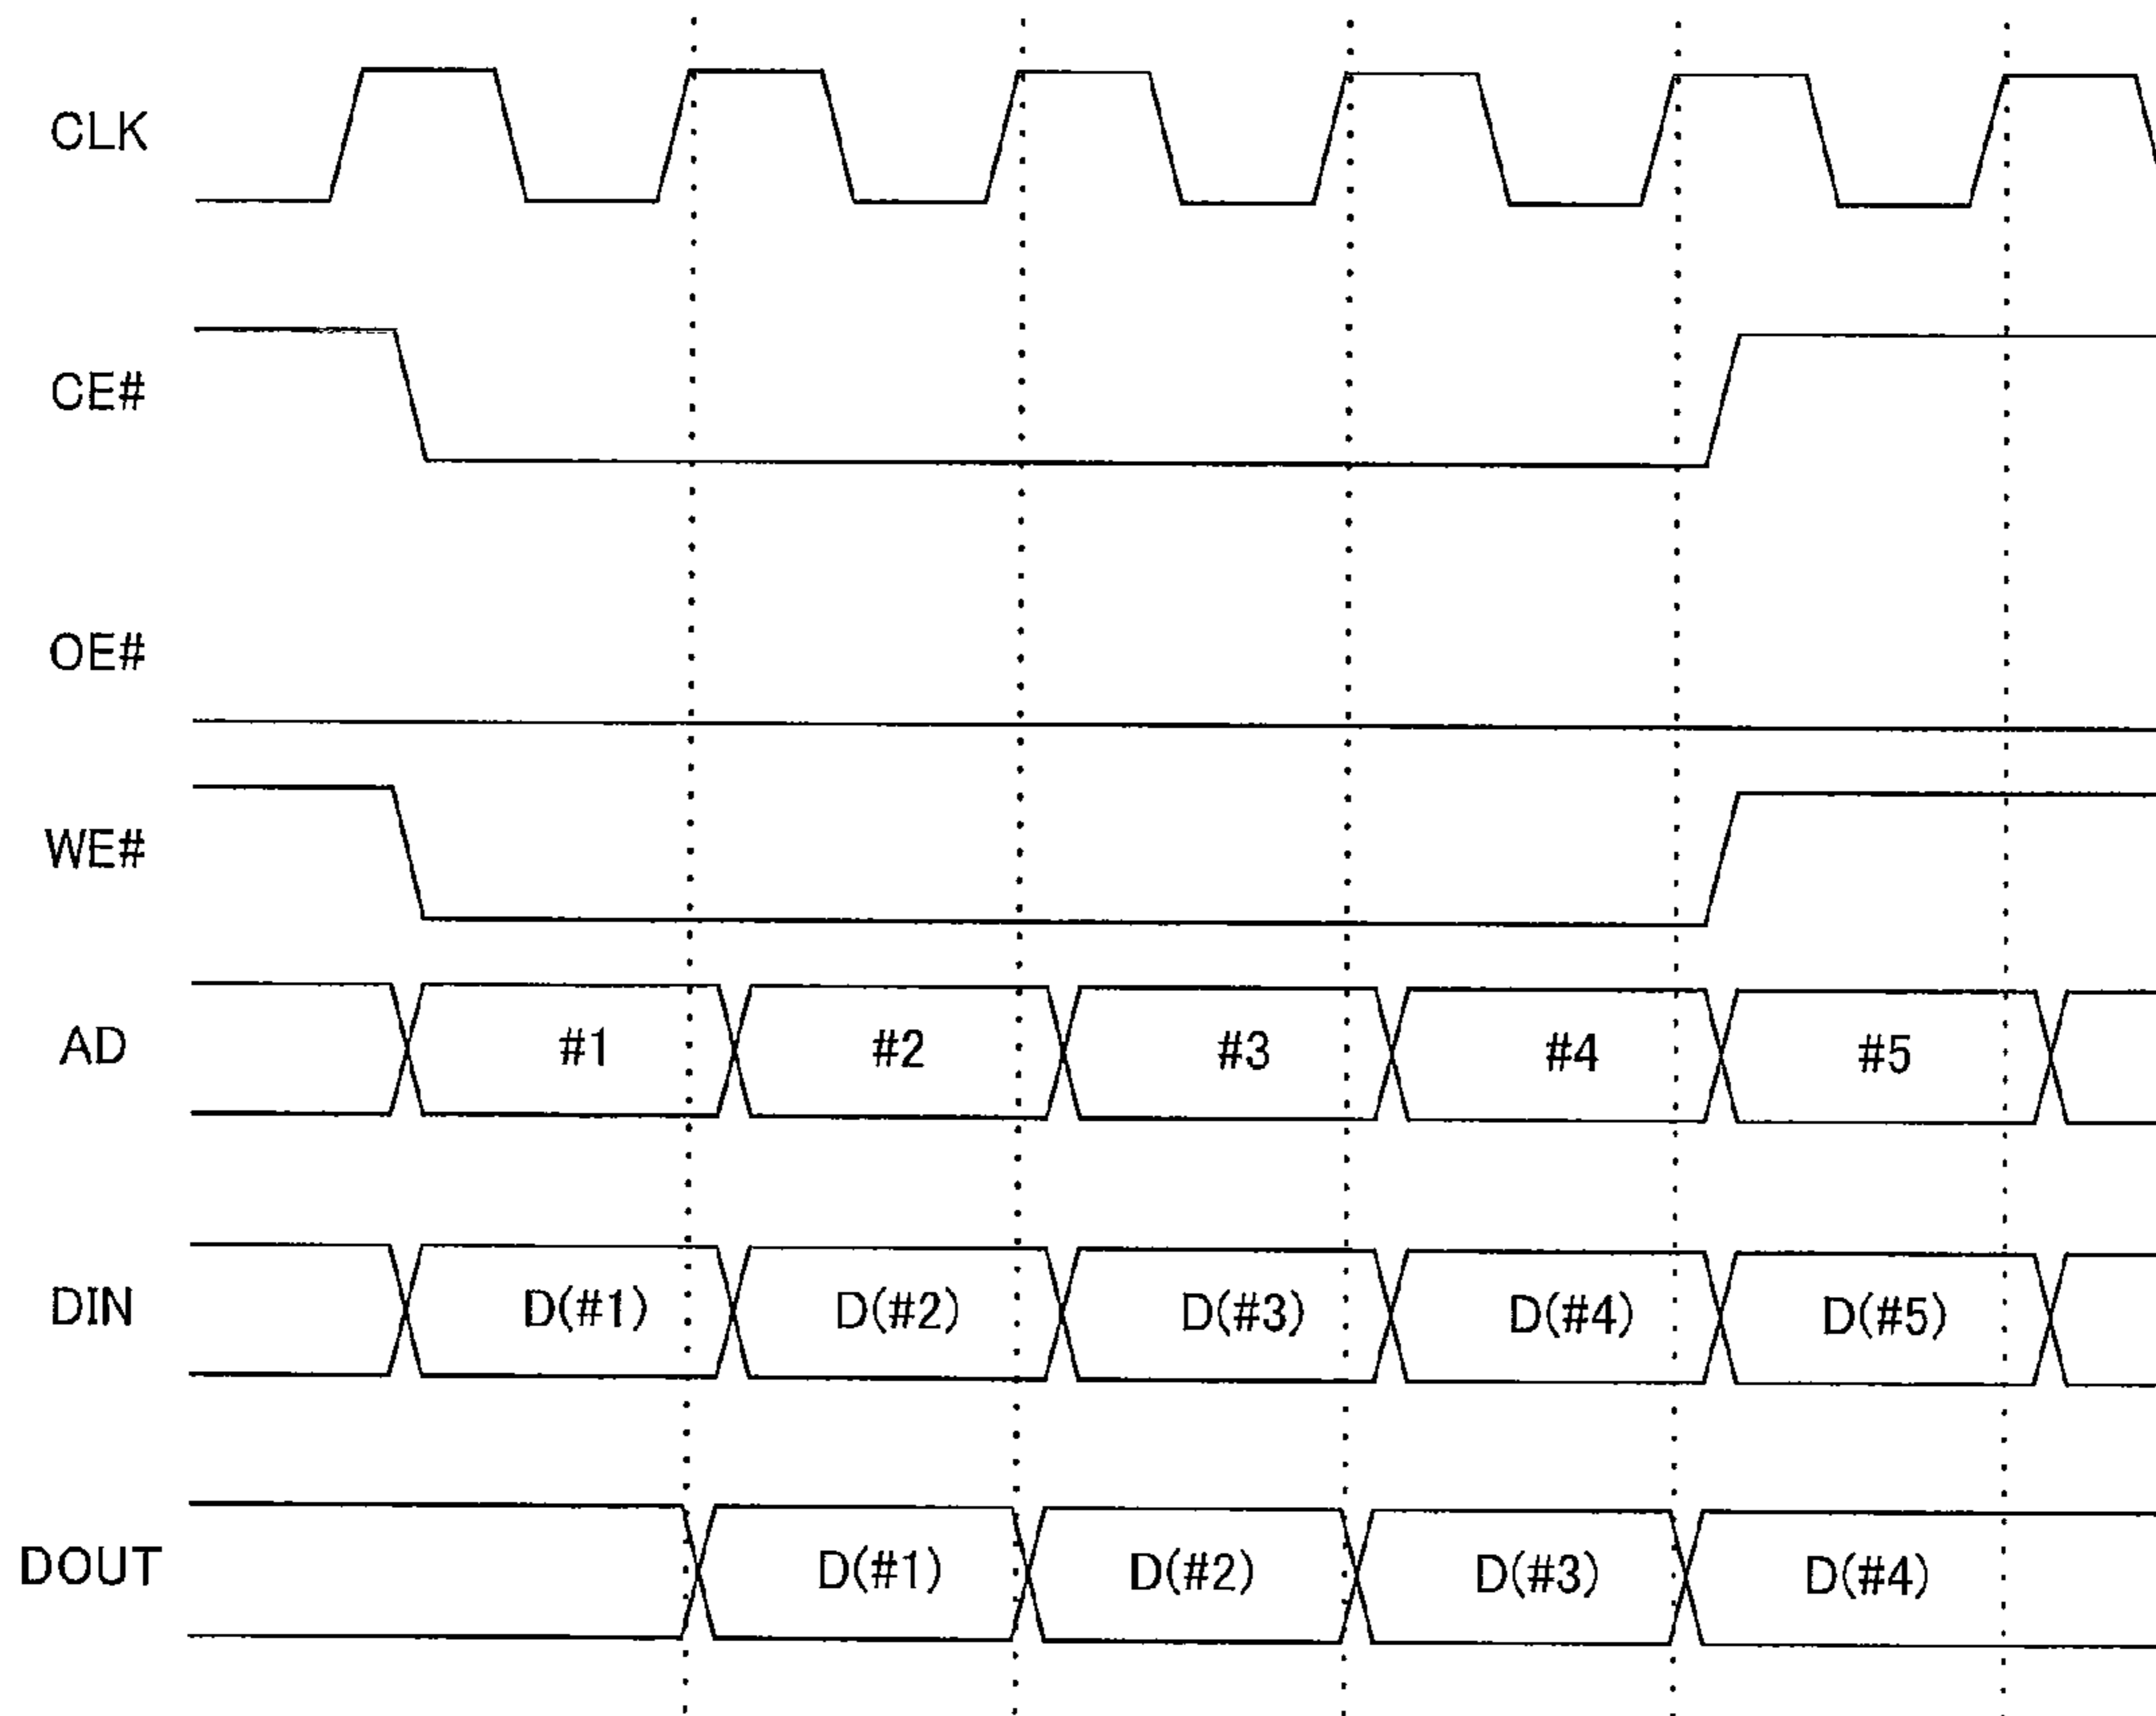 CLK
CE#
OE#
WE#
AD #1 #2 #3 #4 #5
DIN D(#1) D(#2) D(#3) D(#4) D(#5)
DOUT D(#1) D(#2) D(#3) D(#4)